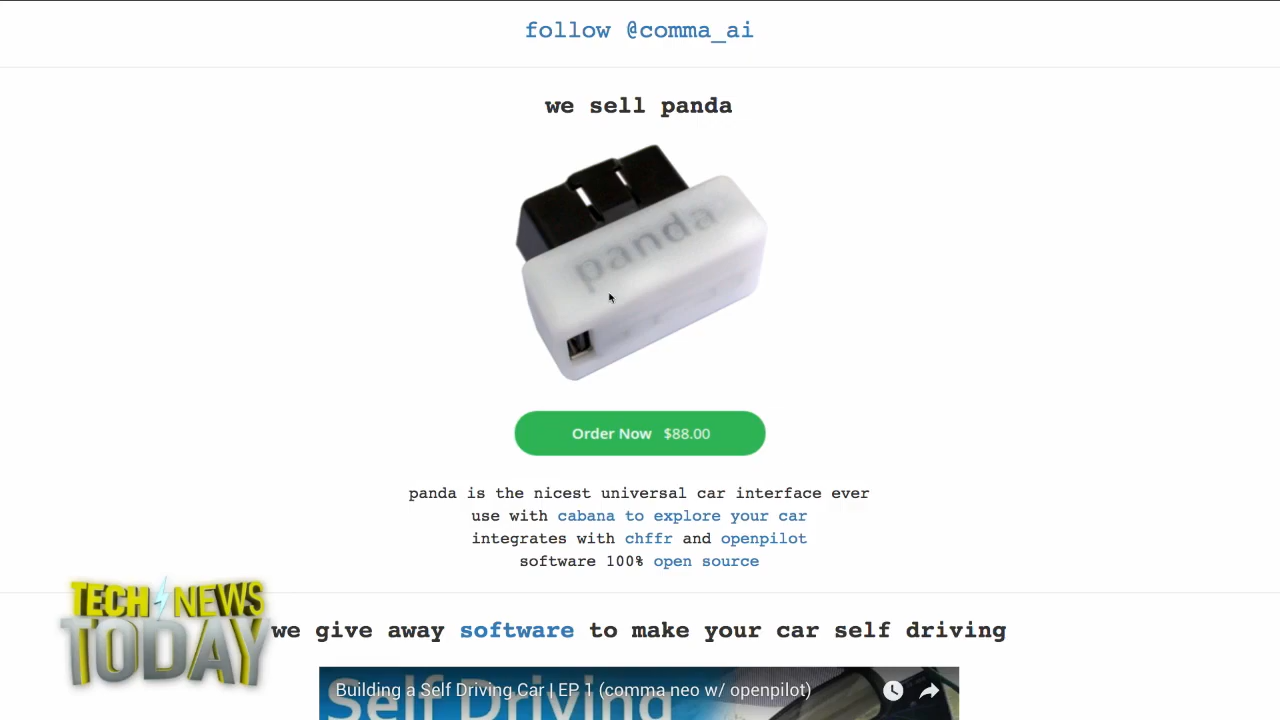 follow @comma_ai
we sell panda
panda
Order Now $88.00
panda is the nicest universal car interface ever
use with cabana to explore your car
integrates with chffr and openpilot
software 100% open source
we give away software to make your car self driving
Building a Self Driving Car | EP 1 (comma neo w/ openpilot)
Self Driving
TECH NEWS
TODAY